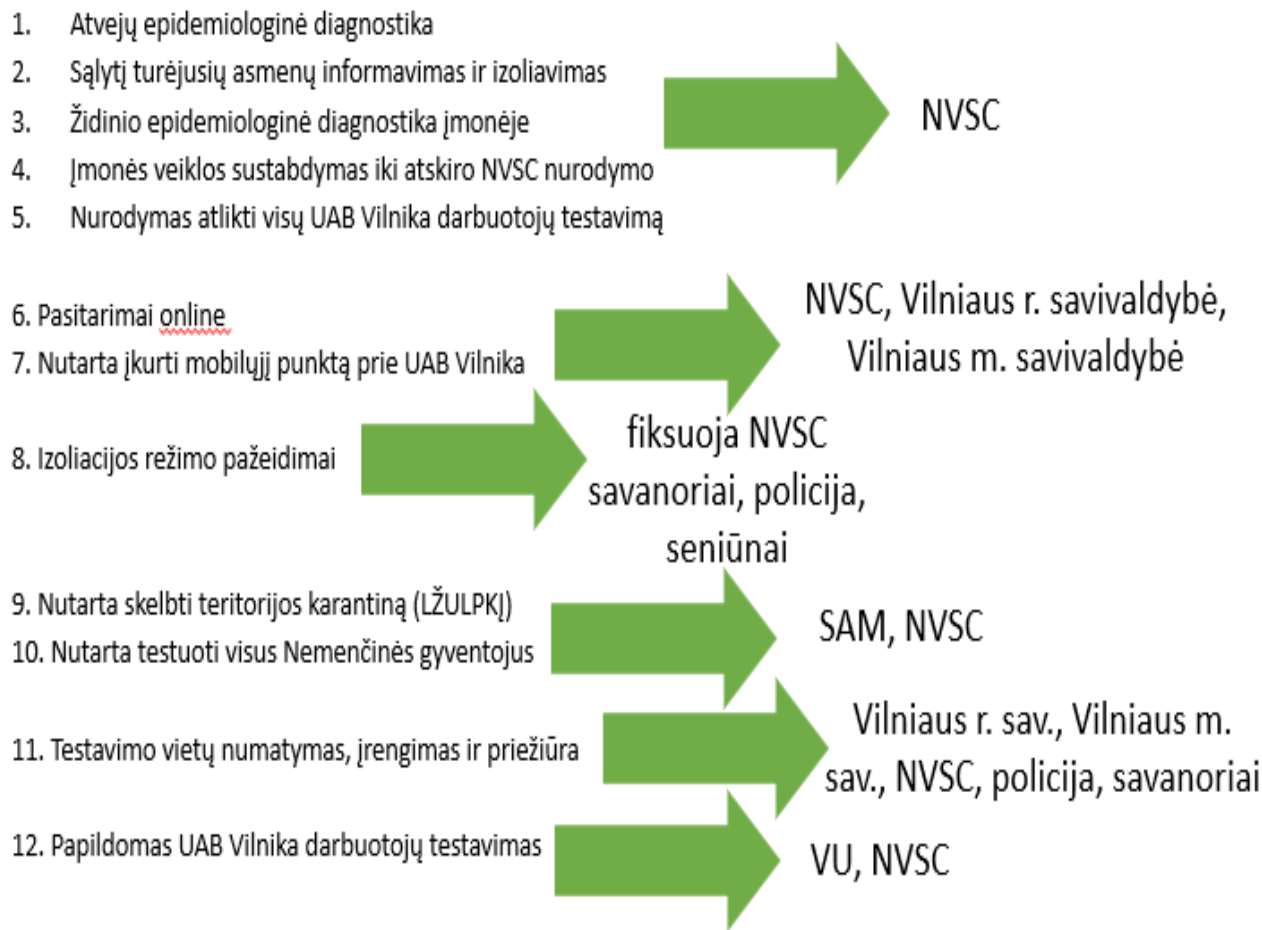 1. Atvejų epidemiologinė diagnostika
2. Sąlytį turėjusių asmenų informavimas ir izoliavimas
3. Židinio epidemiologinė diagnostika įmonėje
4. Įmonės veiklos sustabdymas iki atskiro NVSC nurodymo
5. Nurodymas atlikti visų UAB Vilnika darbuotojų testavimą
NVSC
6. Pasitarimai online
7. Nutarta įkurti mobilųjį punktą prie UAB Vilnika
NVSC, Vilniaus r. savivaldybė,
Vilniaus m. savivaldybė
8. Izoliacijos režimo pažeidimai
fiksuoja NVSC
savanoriai, policija,
seniūnai
9. Nutarta skelbti teritorijos karantiną (LŽULPKĮ)
10. Nutarta testuoti visus Nemenčinės gyventojus
SAM, NVSC
11. Testavimo vietų numatymas, įrengimas ir priežiūra
Vilniaus r. sav., Vilniaus m.
sav., NVSC, policija, savanoriai
12. Papildomas UAB Vilnika darbuotojų testavimas
VU, NVSC